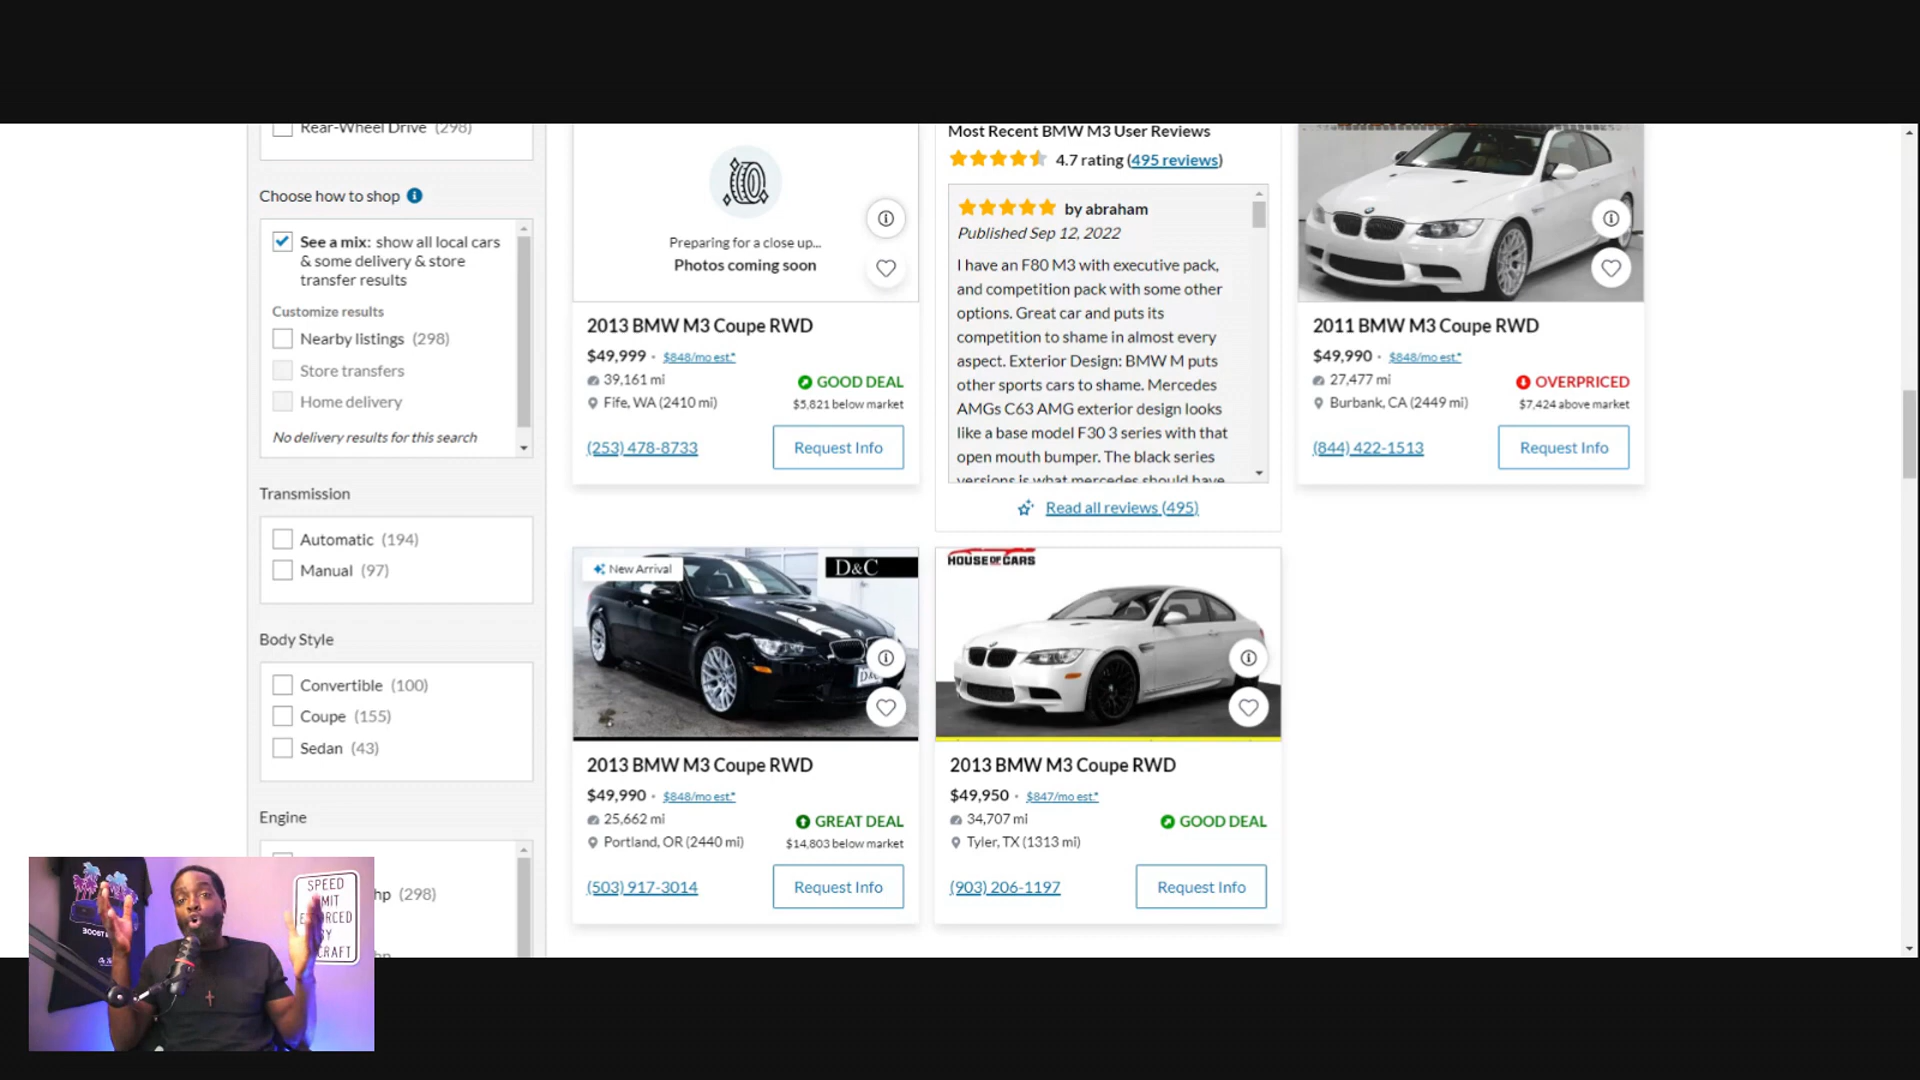 Rear-Wheel Drive (298)
Choose how to shop
See a mix: show all local cars
& some delivery & store
transfer results
Customize results
Nearby listings (298)
Store transfers
Home delivery
No delivery results for this search
Transmission
Automatic (194)
Manual (97)
Body Style
Convertible (100)
Coupe (155)
Sedan (43)
Engine
hp (298)
Preparing for a close up...
Photos coming soon
2013 BMW M3 Coupe RWD
$49,999 · $848/mo est.*
39,161 mi
GOOD DEAL
Fife, WA (2410 mi)
$5,821 below market
(253) 478-8733
Request Info
Most Recent BMW M3 User Reviews
4.7 rating (495 reviews)
by abraham
Published Sep 12, 2022
I have an F80 M3 with executive pack,
and competition pack with some other
options. Great car and puts its
competition to shame in almost every
aspect. Exterior Design: BMW M puts
other sports cars to shame. Mercedes
AMGs C63 AMG exterior design looks
like a base model F30 3 series with that
open mouth bumper. The black series
versions is what mercedes should have
Read all reviews (495)
2011 BMW M3 Coupe RWD
$49,990 · $848/mo est.*
27,477 mi
OVERPRICED
Burbank, CA (2449 mi)
$7,424 above market
(844) 422-1513
Request Info
New Arrival
D&C
2013 BMW M3 Coupe RWD
$49,990 · $848/mo est.*
25,662 mi
GREAT DEAL
Portland, OR (2440 mi)
$14,803 below market
(503) 917-3014
Request Info
HOUSE OF CARS
2013 BMW M3 Coupe RWD
$49,950 · $847/mo est.*
34,707 mi
GOOD DEAL
Tyler, TX (1313 mi)
(903) 206-1197
Request Info
BOOST
SPEED